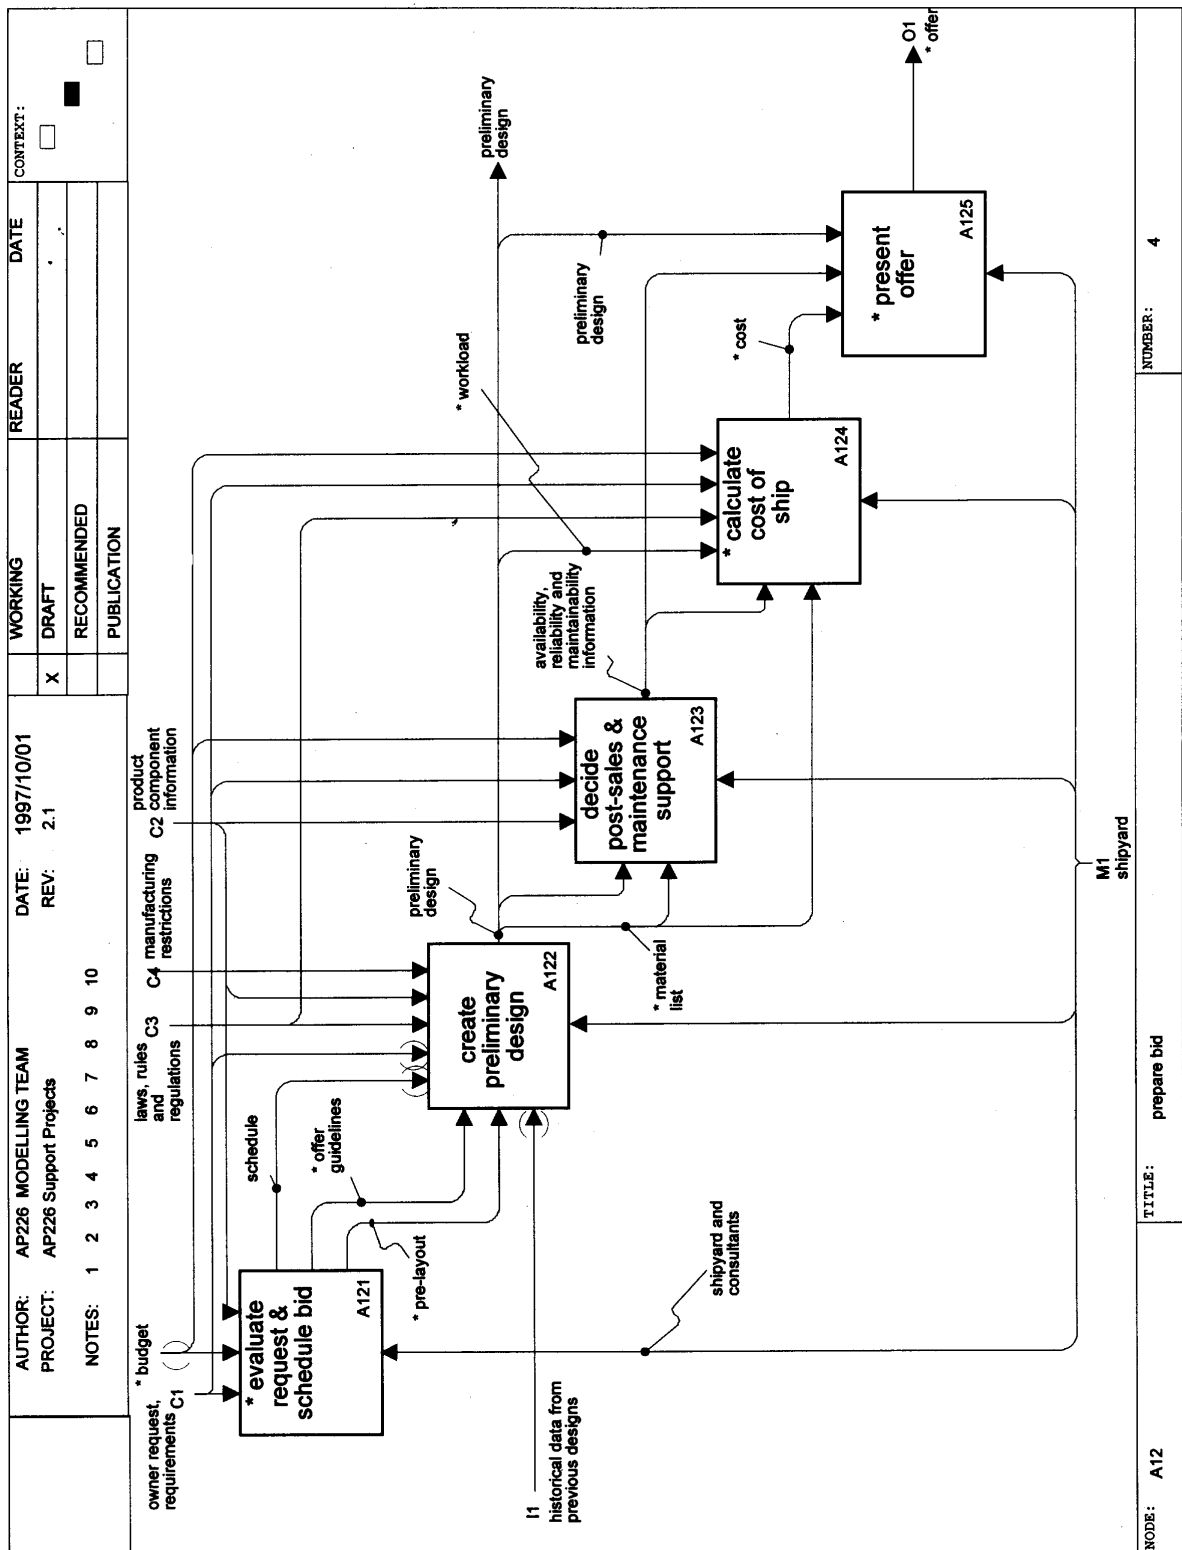 AUTHOR: AP226 MODELLING TEAM
DATE: 1997/10/01
WORKING
READER
DATE
CONTEXT:
PROJECT: AP226 Support Projects
REV: 2.1
X
DRAFT
RECOMMENDED
NOTES: 1 2 3 4 5 6 7 8 9 10
PUBLICATION
owner request,
requirements
C1
* budget
laws, rules
and
regulations
C3
C4
manufacturing
restrictions
C2
product
component
information
* evaluate
request &
schedule bid
A121
schedule
* offer
guidelines
* pre-layout
I1
historical data from
previous designs
create
preliminary
design
A122
preliminary
design
* material
list
decide
post-sales &
maintenance
support
A123
availability,
reliability and
maintainability
information
* workload
* calculate
cost of
ship
A124
* cost
preliminary
design
preliminary
design
* present
offer
A125
O1
* offer
shipyard and
consultants
M1
shipyard
NODE: A12
TITLE: prepare bid
NUMBER: 4